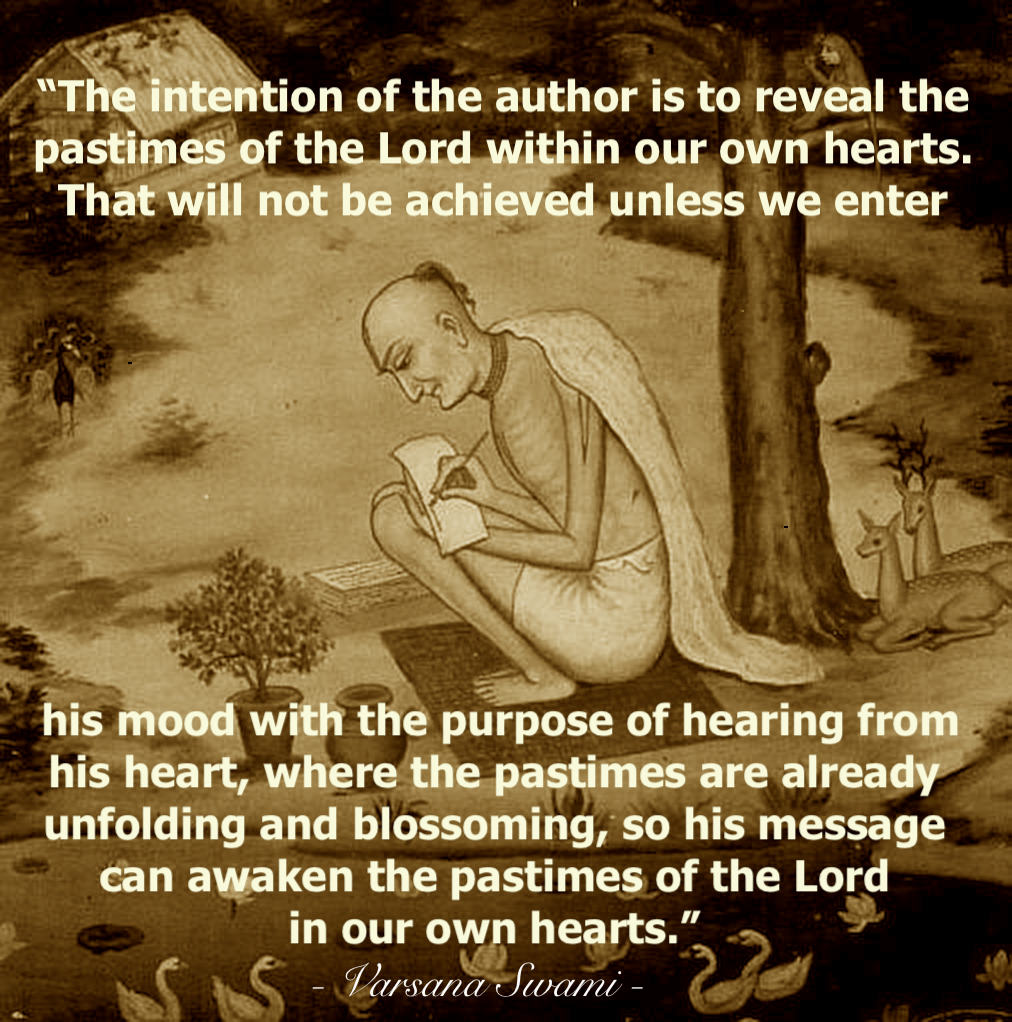 “The intention of the author is to reveal the
pastimes of the Lord within our own hearts.
That will not be achieved unless we enter
his mood with the purpose of hearing from
his heart, where the pastimes are already
unfolding and blossoming, so his message
can awaken the pastimes of the Lord
in our own hearts.”
- Varsana Swami -